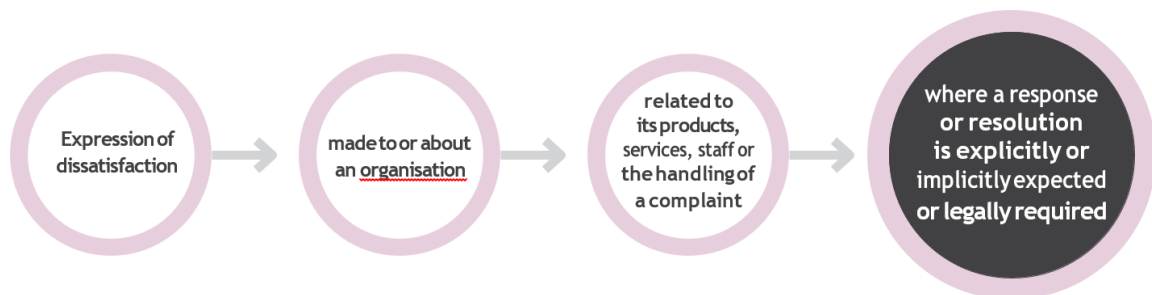 Expression of
dissatisfaction
made to or about
an organisation
related to
its products,
services, staff or
the handling of
a complaint
where a response
or resolution
is explicitly or
implicitly expected
or legally required